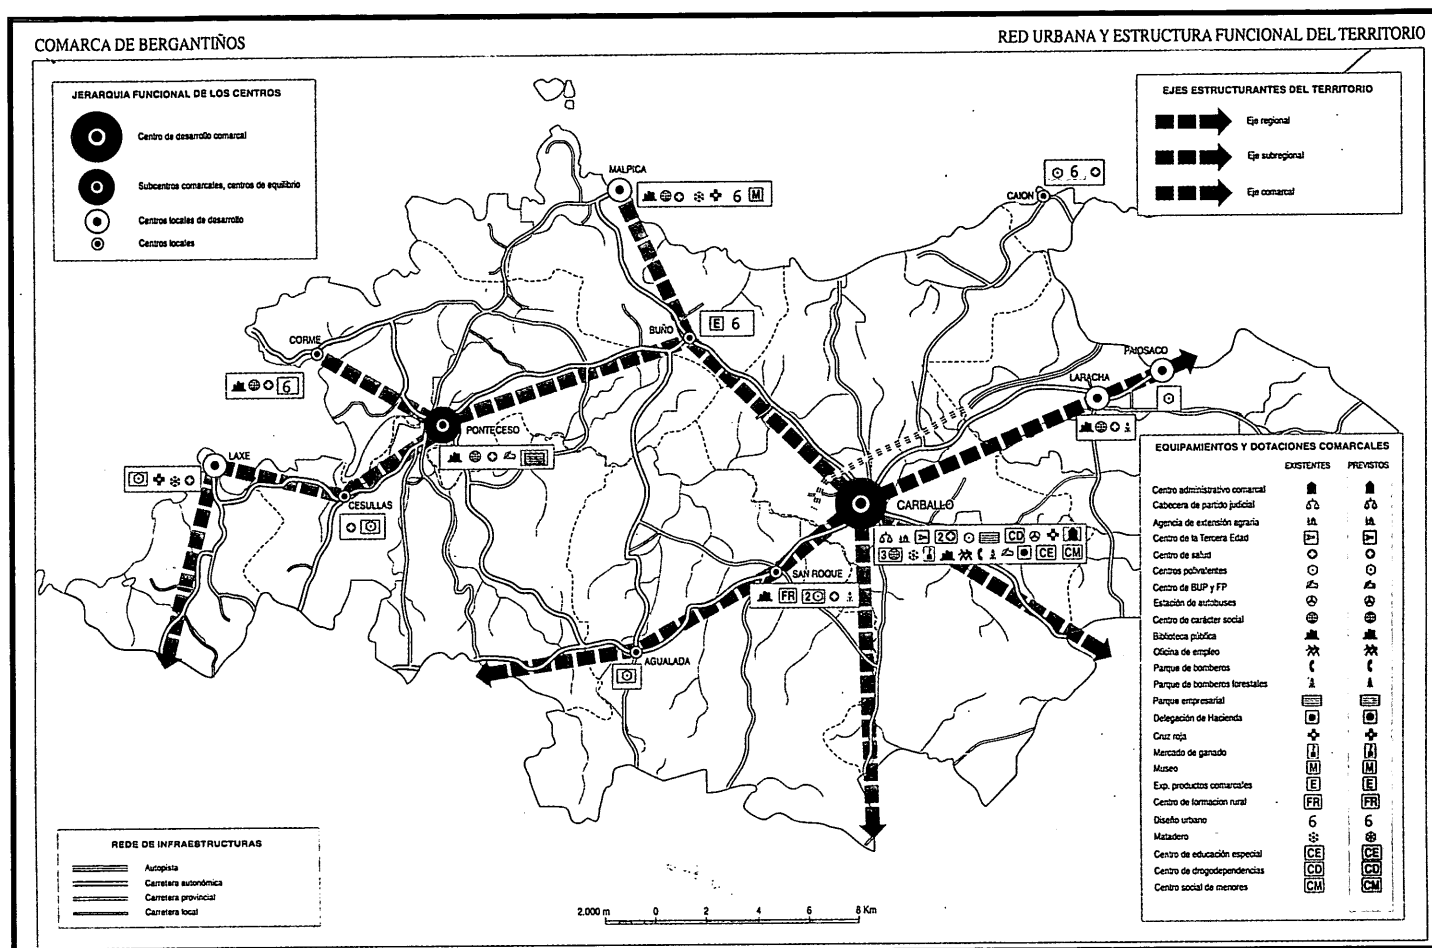 COMARCA DE BERGANTIÑOS
RED URBANA Y ESTRUCTURA FUNCIONAL DEL TERRITORIO
JERARQUIA FUNCIONAL DE LOS CENTROS
Centro de desarrollo comarcal
Subcentros comarcales, centros de equilibrio
Centros locales de desarrollo
Centros locales
EJES ESTRUCTURANTES DEL TERRITORIO
Eje regional
Eje subregional
Eje comarcal
MALPICA
6 M
CAION
6
BUÑO
E 6
CORME
6
PAIOSACO
LARACHA
PONTECESO
LAXE
CESULLAS
CARBALLO
2 CD
3 CE CM
SAN ROQUE
FR 2
AGUALADA
EQUIPAMIENTOS Y DOTACIONES COMARCALES
EXISTENTES PREVISTOS
Centro administrativo comarcal
Cabecera de partido judicial
Agencia de extensión agraria
Centro de la Tercera Edad
Centro de salud
Centros polivalentes
Centro de BUP y FP
Estación de autobuses
Centro de carácter social
Biblioteca pública
Oficina de empleo
Parque de bomberos
Parque de bomberos forestales
Parque empresarial
Delegación de Hacienda
Cruz roja
Mercado de ganado
Museo M M
Exp. productos comarcales E E
Centro de formacion rural FR FR
Diseño urbano 6 6
Matadero
Centro de educación especial CE CE
Centro de drogodependencias CD CD
Centro social de menores CM CM
REDE DE INFRAESTRUCTURAS
Autopista
Carretera autonómica
Carretera provincial
Carretera local
2.000 m 0 2 4 6 8 Km